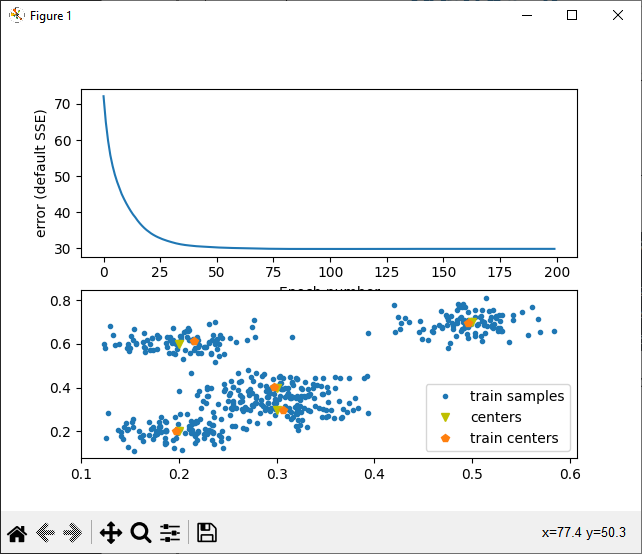 Figure 1
70
60
50
40
30
error (default SSE)
0 25 50 75 100 125 150 175 200
Epoch number
0.8
0.6
0.4
0.2
train samples
centers
train centers
0.1 0.2 0.3 0.4 0.5 0.6
x=77.4 y=50.3